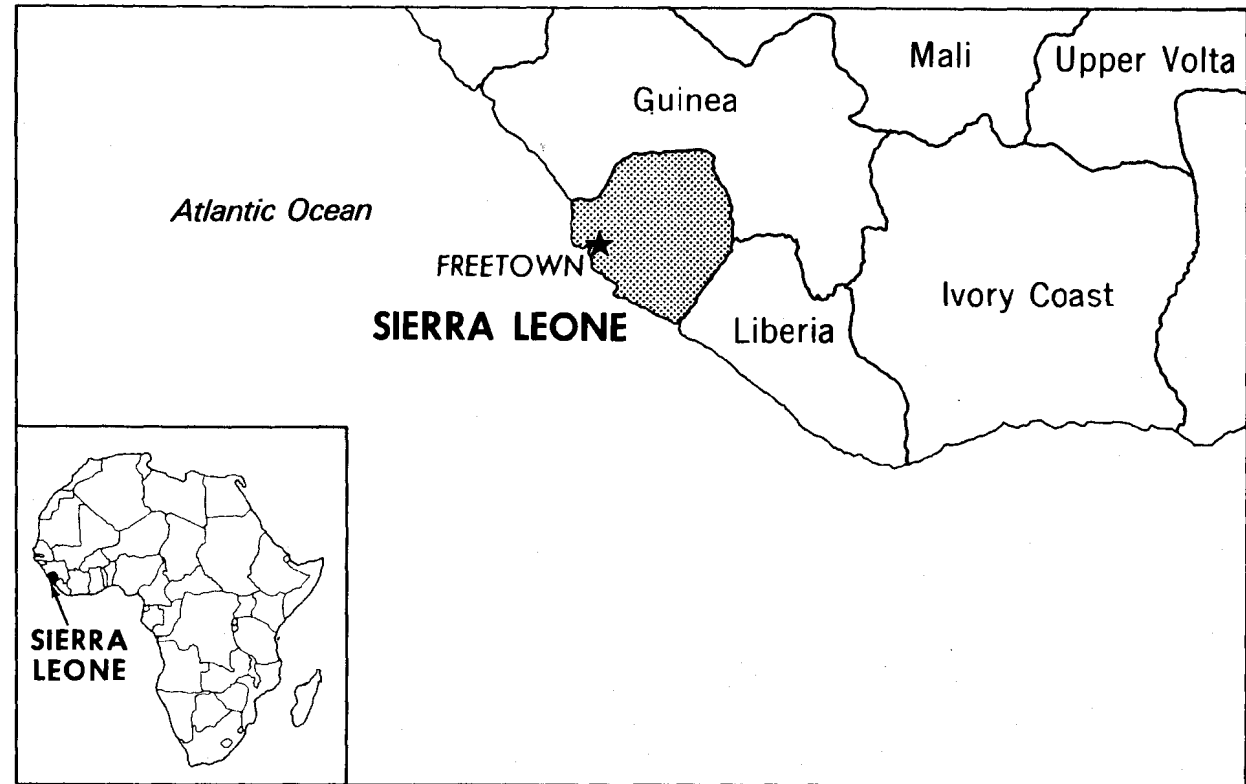 Mali
Upper Volta
Guinea
Atlantic Ocean
FREETOWN
SIERRA LEONE
Liberia
Ivory Coast
SIERRA
LEONE